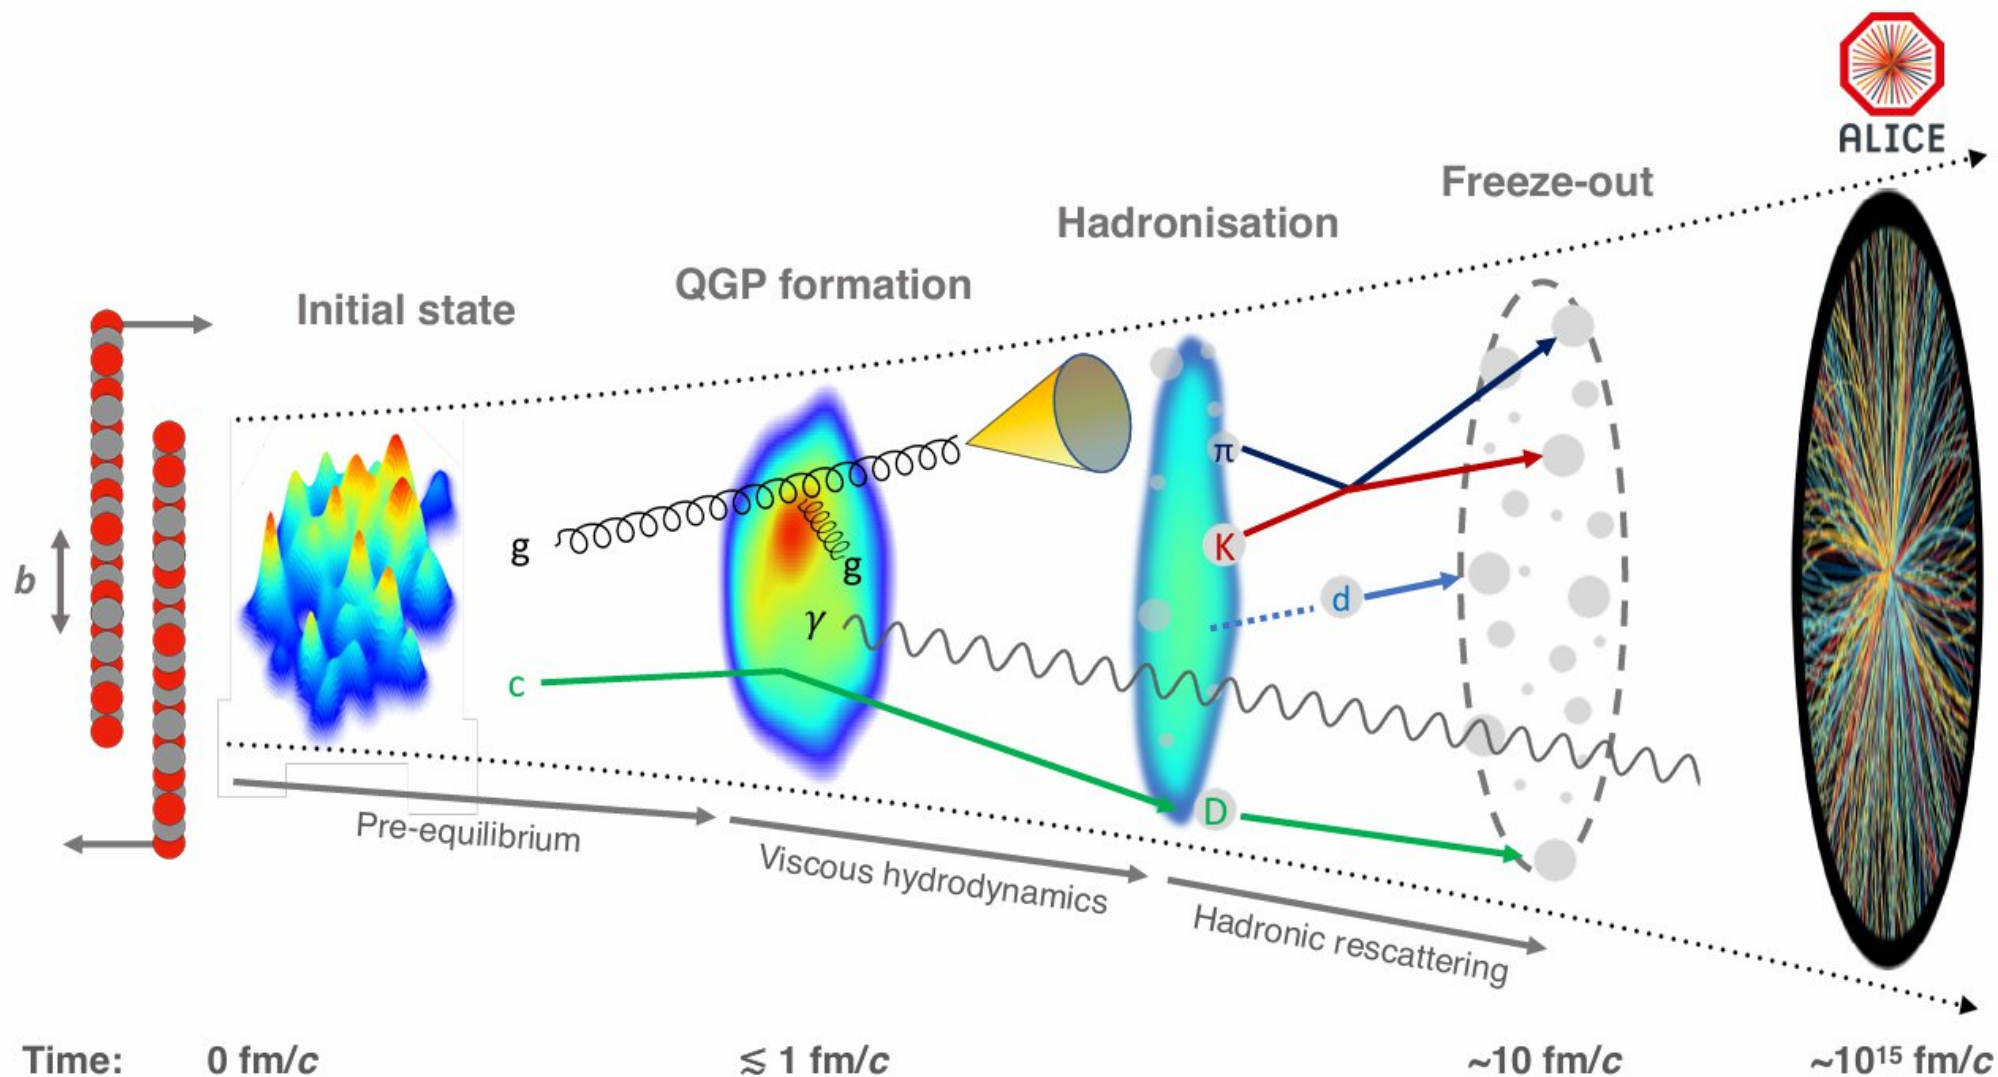 ALICE
Freeze-out
Hadronisation
QGP formation
Initial state
b
g
g
γ
c
π
K
d
D
Pre-equilibrium
Viscous hydrodynamics
Hadronic rescattering
Time: 0 fm/c ≲ 1 fm/c ~10 fm/c ~10¹⁵ fm/c